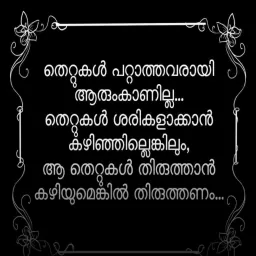 തെറ്റുകൾ പറ്റാത്തവരായി
ആരുംകാണില്ല...
തെറ്റുകൾ ശരികളാക്കാൻ
കഴിഞ്ഞില്ലെങ്കിലും,
ആ തെറ്റുകൾ തിരുത്താൻ
കഴിയുമെങ്കിൽ തിരുത്തണം...